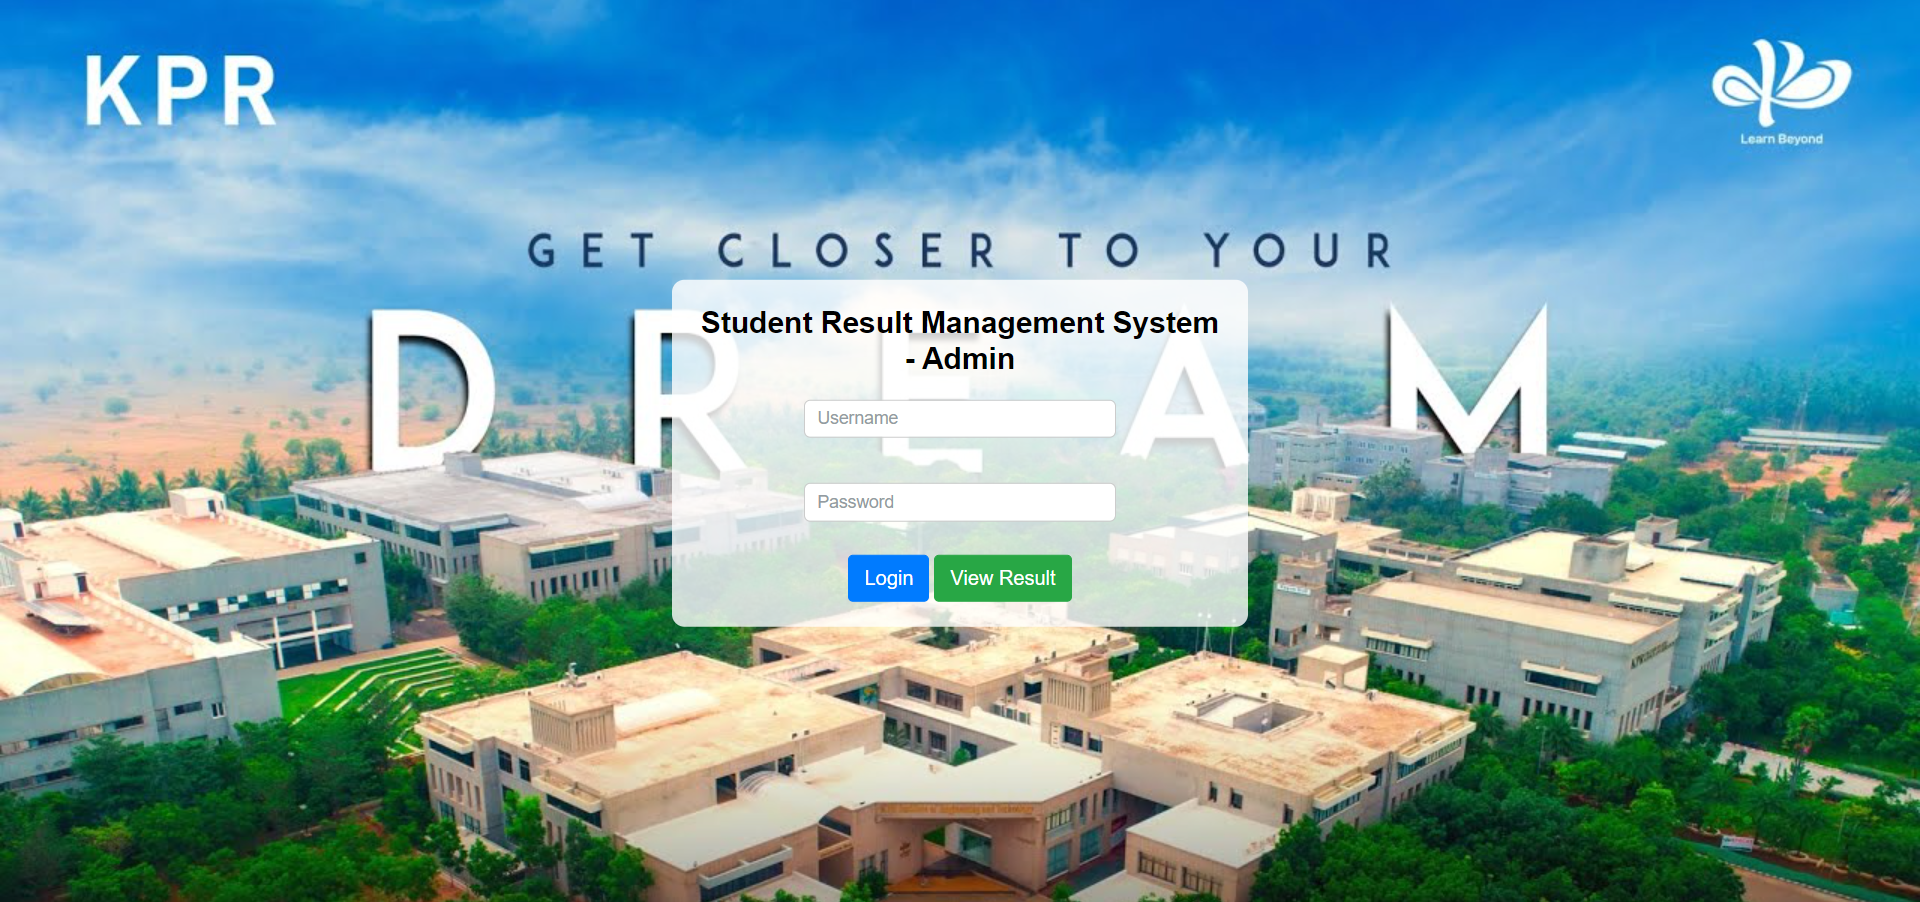 KPR
Learn Beyond
GET CLOSER TO YOUR
DREAM
Student Result Management System
- Admin
Username
Password
Login
View Result